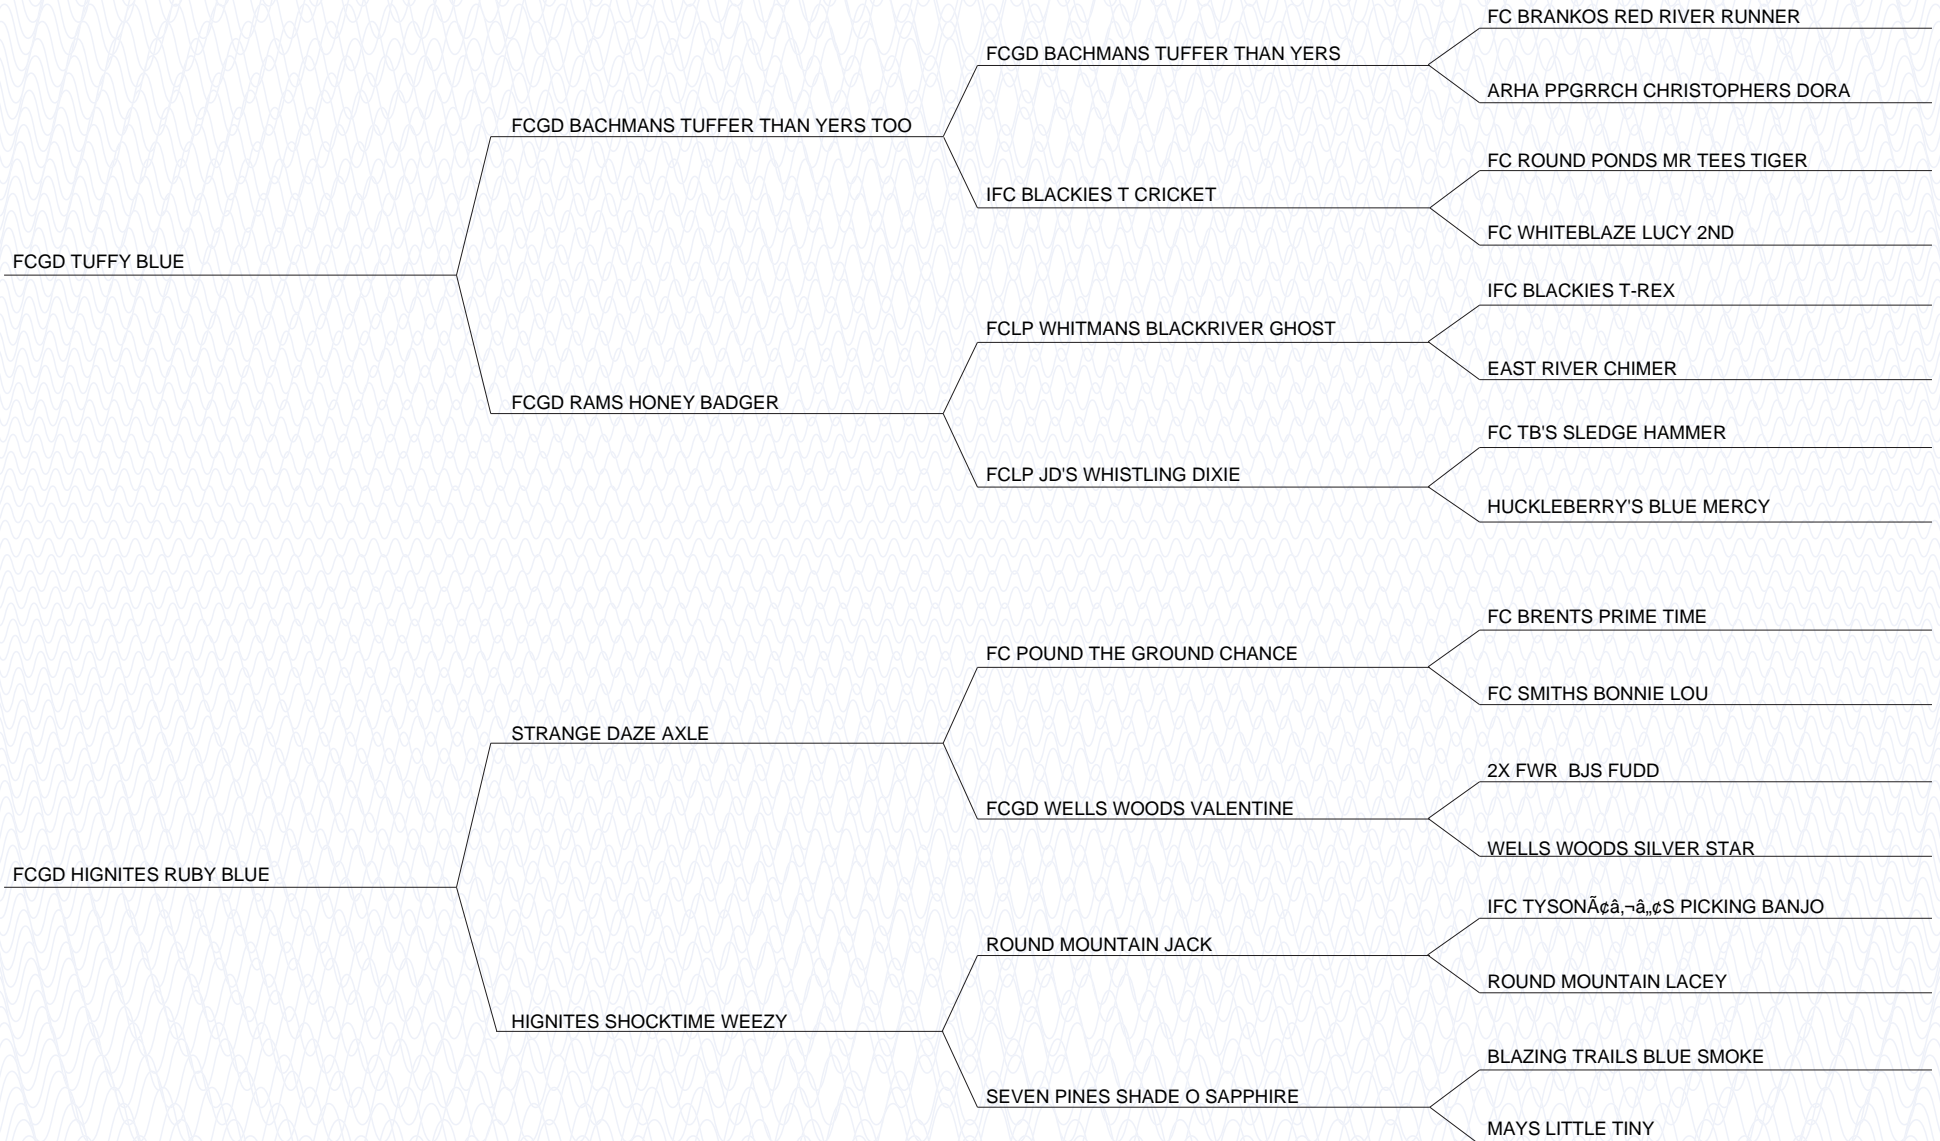 FC BRANKOS RED RIVER RUNNER
FCGD BACHMANS TUFFER THAN YERS
ARHA PPGRRCH CHRISTOPHERS DORA
FCGD BACHMANS TUFFER THAN YERS TOO
FC ROUND PONDS MR TEES TIGER
IFC BLACKIES T CRICKET
FC WHITEBLAZE LUCY 2ND
FCGD TUFFY BLUE
IFC BLACKIES T-REX
FCLP WHITMANS BLACKRIVER GHOST
EAST RIVER CHIMER
FCGD RAMS HONEY BADGER
FC TB'S SLEDGE HAMMER
FCLP JD'S WHISTLING DIXIE
HUCKLEBERRY'S BLUE MERCY
FC BRENTS PRIME TIME
FC POUND THE GROUND CHANCE
FC SMITHS BONNIE LOU
STRANGE DAZE AXLE
2X FWR  BJS FUDD
FCGD WELLS WOODS VALENTINE
WELLS WOODS SILVER STAR
FCGD HIGNITES RUBY BLUE
IFC TYSONÃ¢â‚¬â„¢S PICKING BANJO
ROUND MOUNTAIN JACK
ROUND MOUNTAIN LACEY
HIGNITES SHOCKTIME WEEZY
BLAZING TRAILS BLUE SMOKE
SEVEN PINES SHADE O SAPPHIRE
MAYS LITTLE TINY